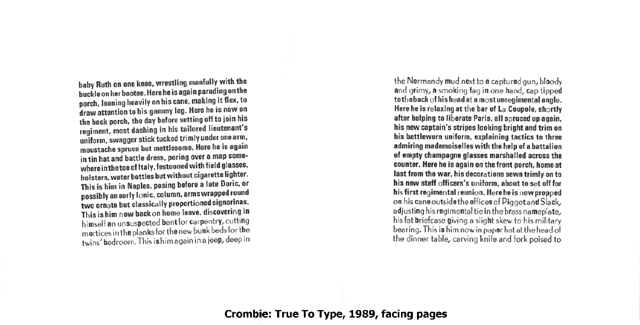 baby Ruth on one knee, wrestling manfully with the
buckle on her bootee. Here he is again parading on the
porch, leaning heavily on his cane, making it flex, to
draw attention to his gammy leg. Here he is now on
the back porch, the day before setting off to join his
regiment, most dashing in his tailored lieutenant's
uniform, swagger stick tucked trimly under one arm,
moustache spruce but mettlesome. Here he is again
in tin hat and battle dress, poring over a map some-
where in the toe of Italy, festooned with field glasses,
holsters, water bottles but without cigarette lighter.
This is him in Naples, posing before a late Doric, or
possibly an early Ionic, column, arms wrapped round
two ornate but classically proportioned signorinas.
This is him now back on home leave, discovering in
himself an unsuspected bent for carpentry, cutting
mortices in the planks for the new bunk beds for the
twins' bedroom. This is him again in a jeep, deep in
the Normandy mud next to a captured gun, bloody
and grimy, a smoking fag in one hand, cap tipped
to the back of his head at a most unregimental angle.
Here he is relaxing at the bar of La Coupole, shortly
after helping to liberate Paris, all spruced up again,
his new captain's stripes looking bright and trim on
his battleworn uniform, explaining tactics to three
admiring mademoiselles with the help of a battalion
of empty champagne glasses marshalled across the
counter. Here he is again on the front porch, home at
last from the war, his decorations sewn trimly on to
his new staff officers's uniform, about to set off for
his first regimental reunion. Here he is now propped
on his cane outside the offices of Piggot and Slack,
adjusting his regimental tie in the brass nameplate,
his fat briefcase giving a slight skew to his military
bearing. This is him now in paper hat at the head of
the dinner table, carving knife and fork poised to
Crombie: True To Type, 1989, facing pages